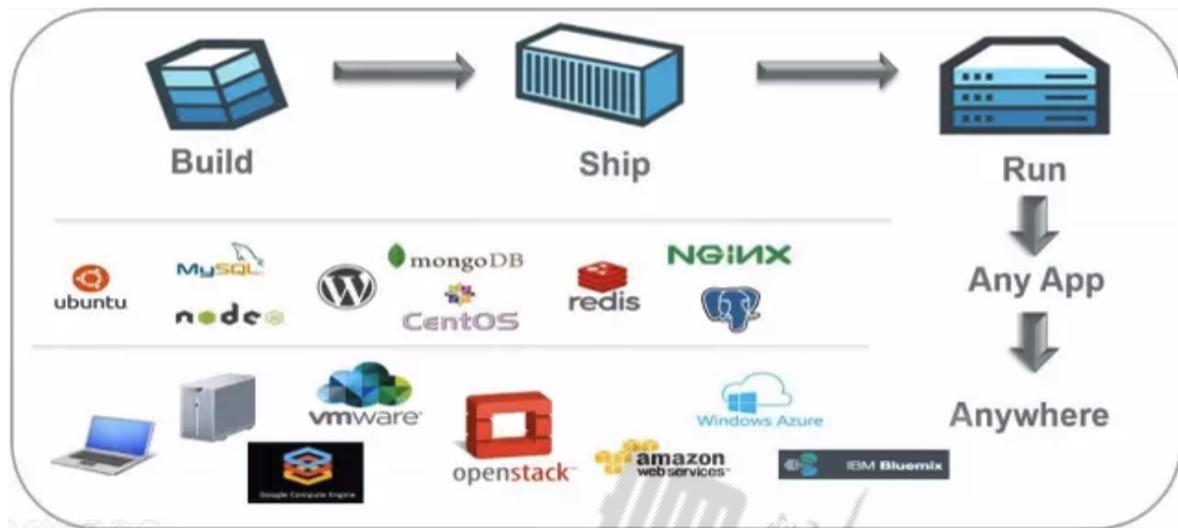 Build
Ship
Run
Any App
Anywhere
ubuntu
MySQL
node
mongoDB
CentOS
redis
NGiNX
vmware
Google Compute Engine
openstack
amazon
web services
Windows Azure
IBM Bluemix